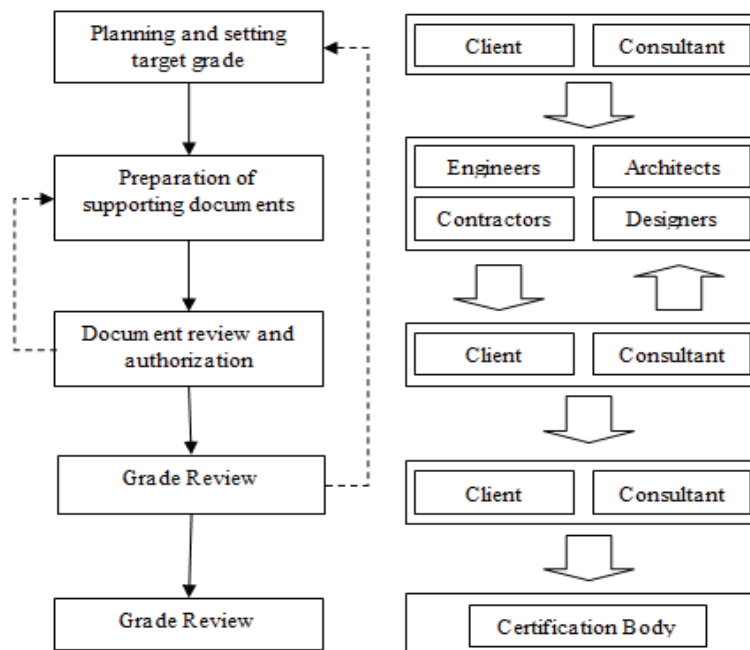 Planning and setting
target grade
Client
Consultant
Preparation of
supporting documents
Engineers
Architects
Contractors
Designers
Document review and
authorization
Client
Consultant
Grade Review
Client
Consultant
Grade Review
Certification Body